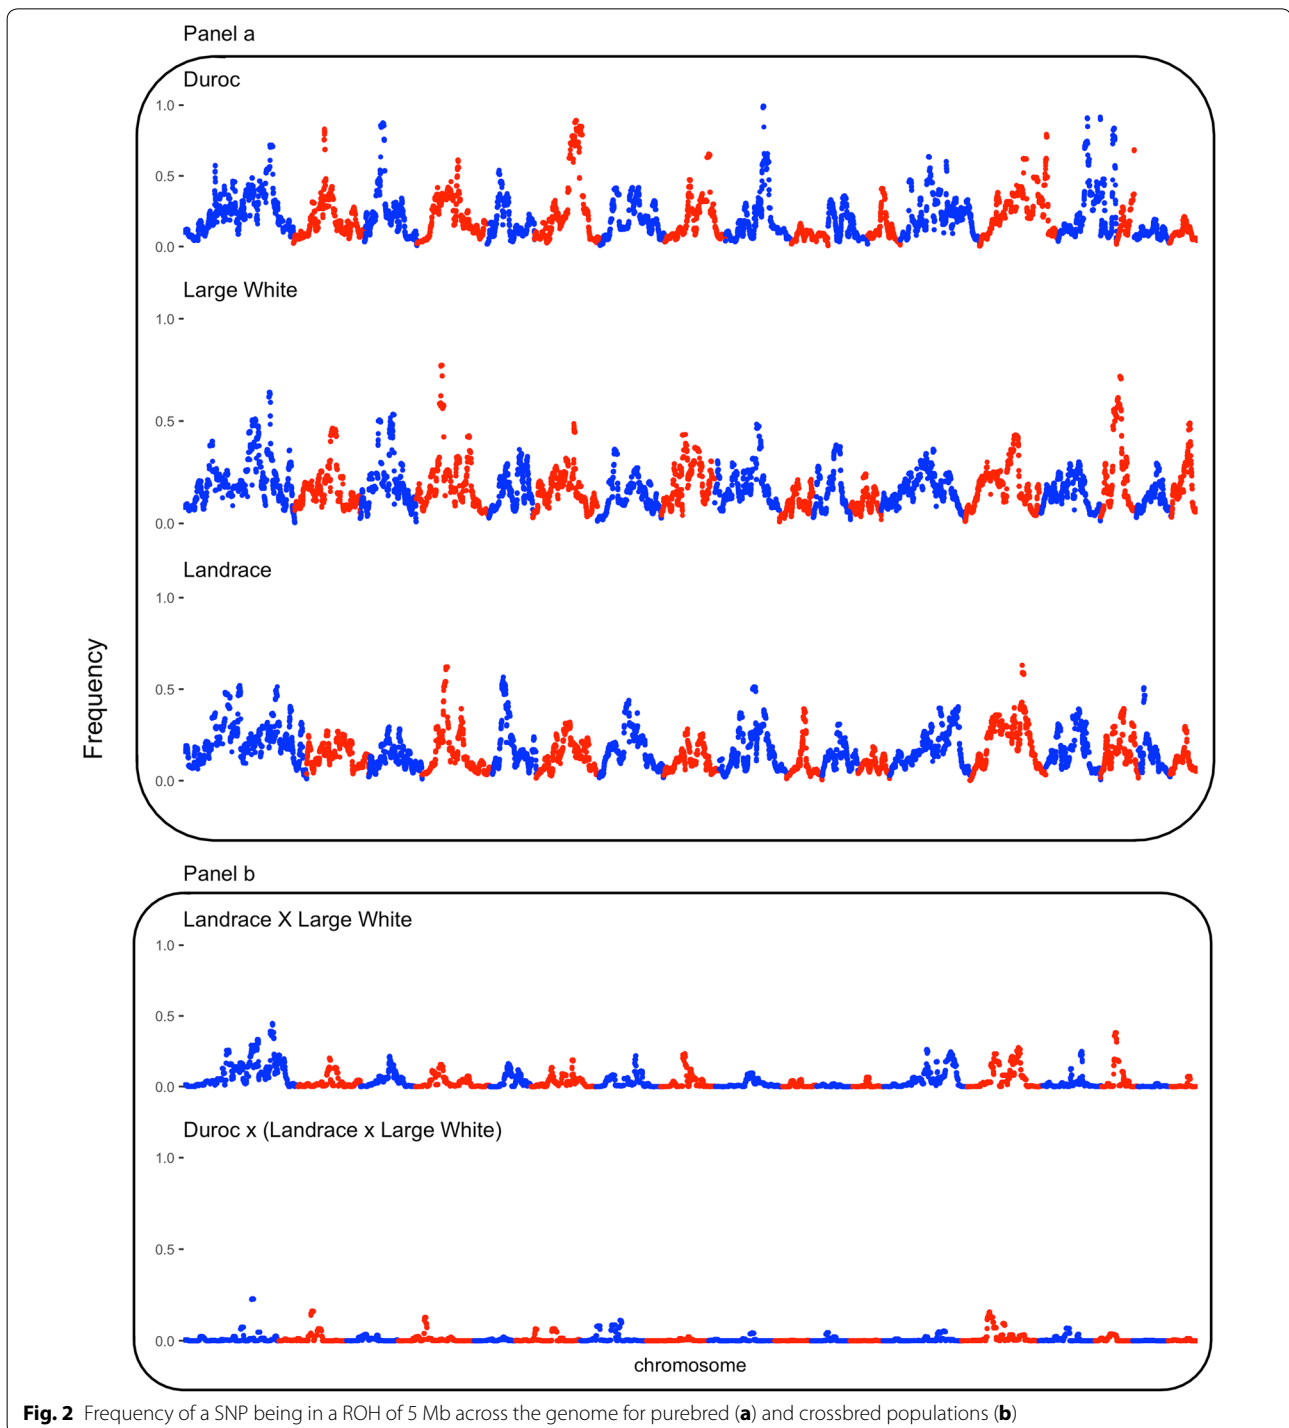 Panel a
Duroc
1.0
0.5
0.0
Large White
1.0
0.5
0.0
Landrace
1.0
0.5
0.0
Frequency
Panel b
Landrace X Large White
1.0
0.5
0.0
Duroc x (Landrace x Large White)
1.0
0.5
0.0
chromosome
Fig. 2 Frequency of a SNP being in a ROH of 5 Mb across the genome for purebred (a) and crossbred populations (b)